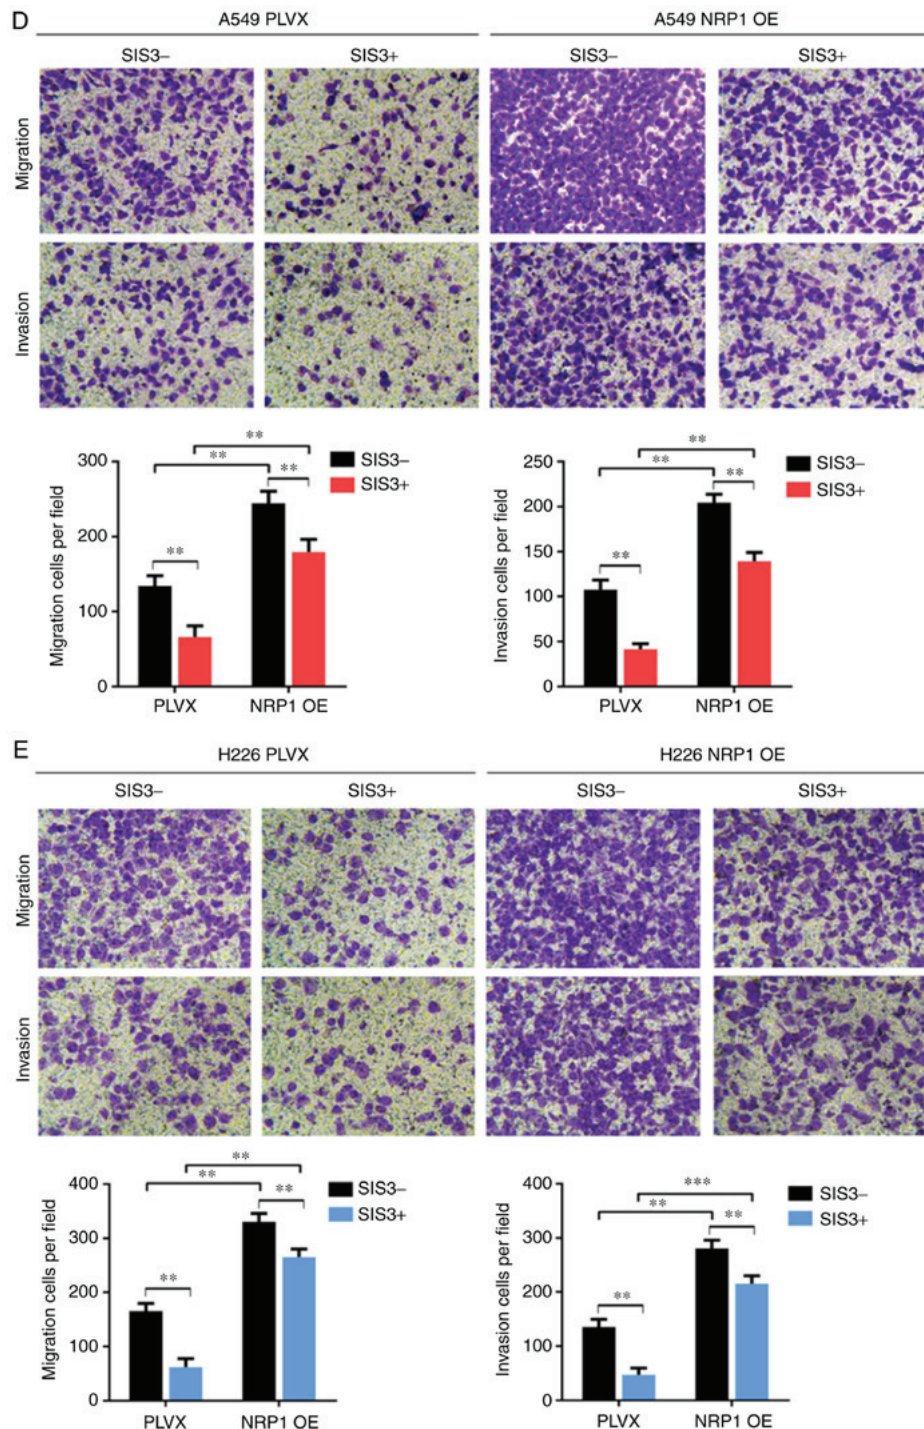 D
A549 PLVX A549 NRP1 OE
SIS3– SIS3+ SIS3– SIS3+
Migration
Invasion
** ** ** **
SIS3–
SIS3+
Migration cells per field
300
200
100
0
PLVX NRP1 OE
** ** ** **
SIS3–
SIS3+
Invasion cells per field
250
200
150
100
50
0
PLVX NRP1 OE
E
H226 PLVX H226 NRP1 OE
SIS3– SIS3+ SIS3– SIS3+
Migration
Invasion
** ** ** **
SIS3–
SIS3+
Migration cells per field
400
300
200
100
0
PLVX NRP1 OE
*** ** ** **
SIS3–
SIS3+
Invasion cells per field
400
300
200
100
0
PLVX NRP1 OE